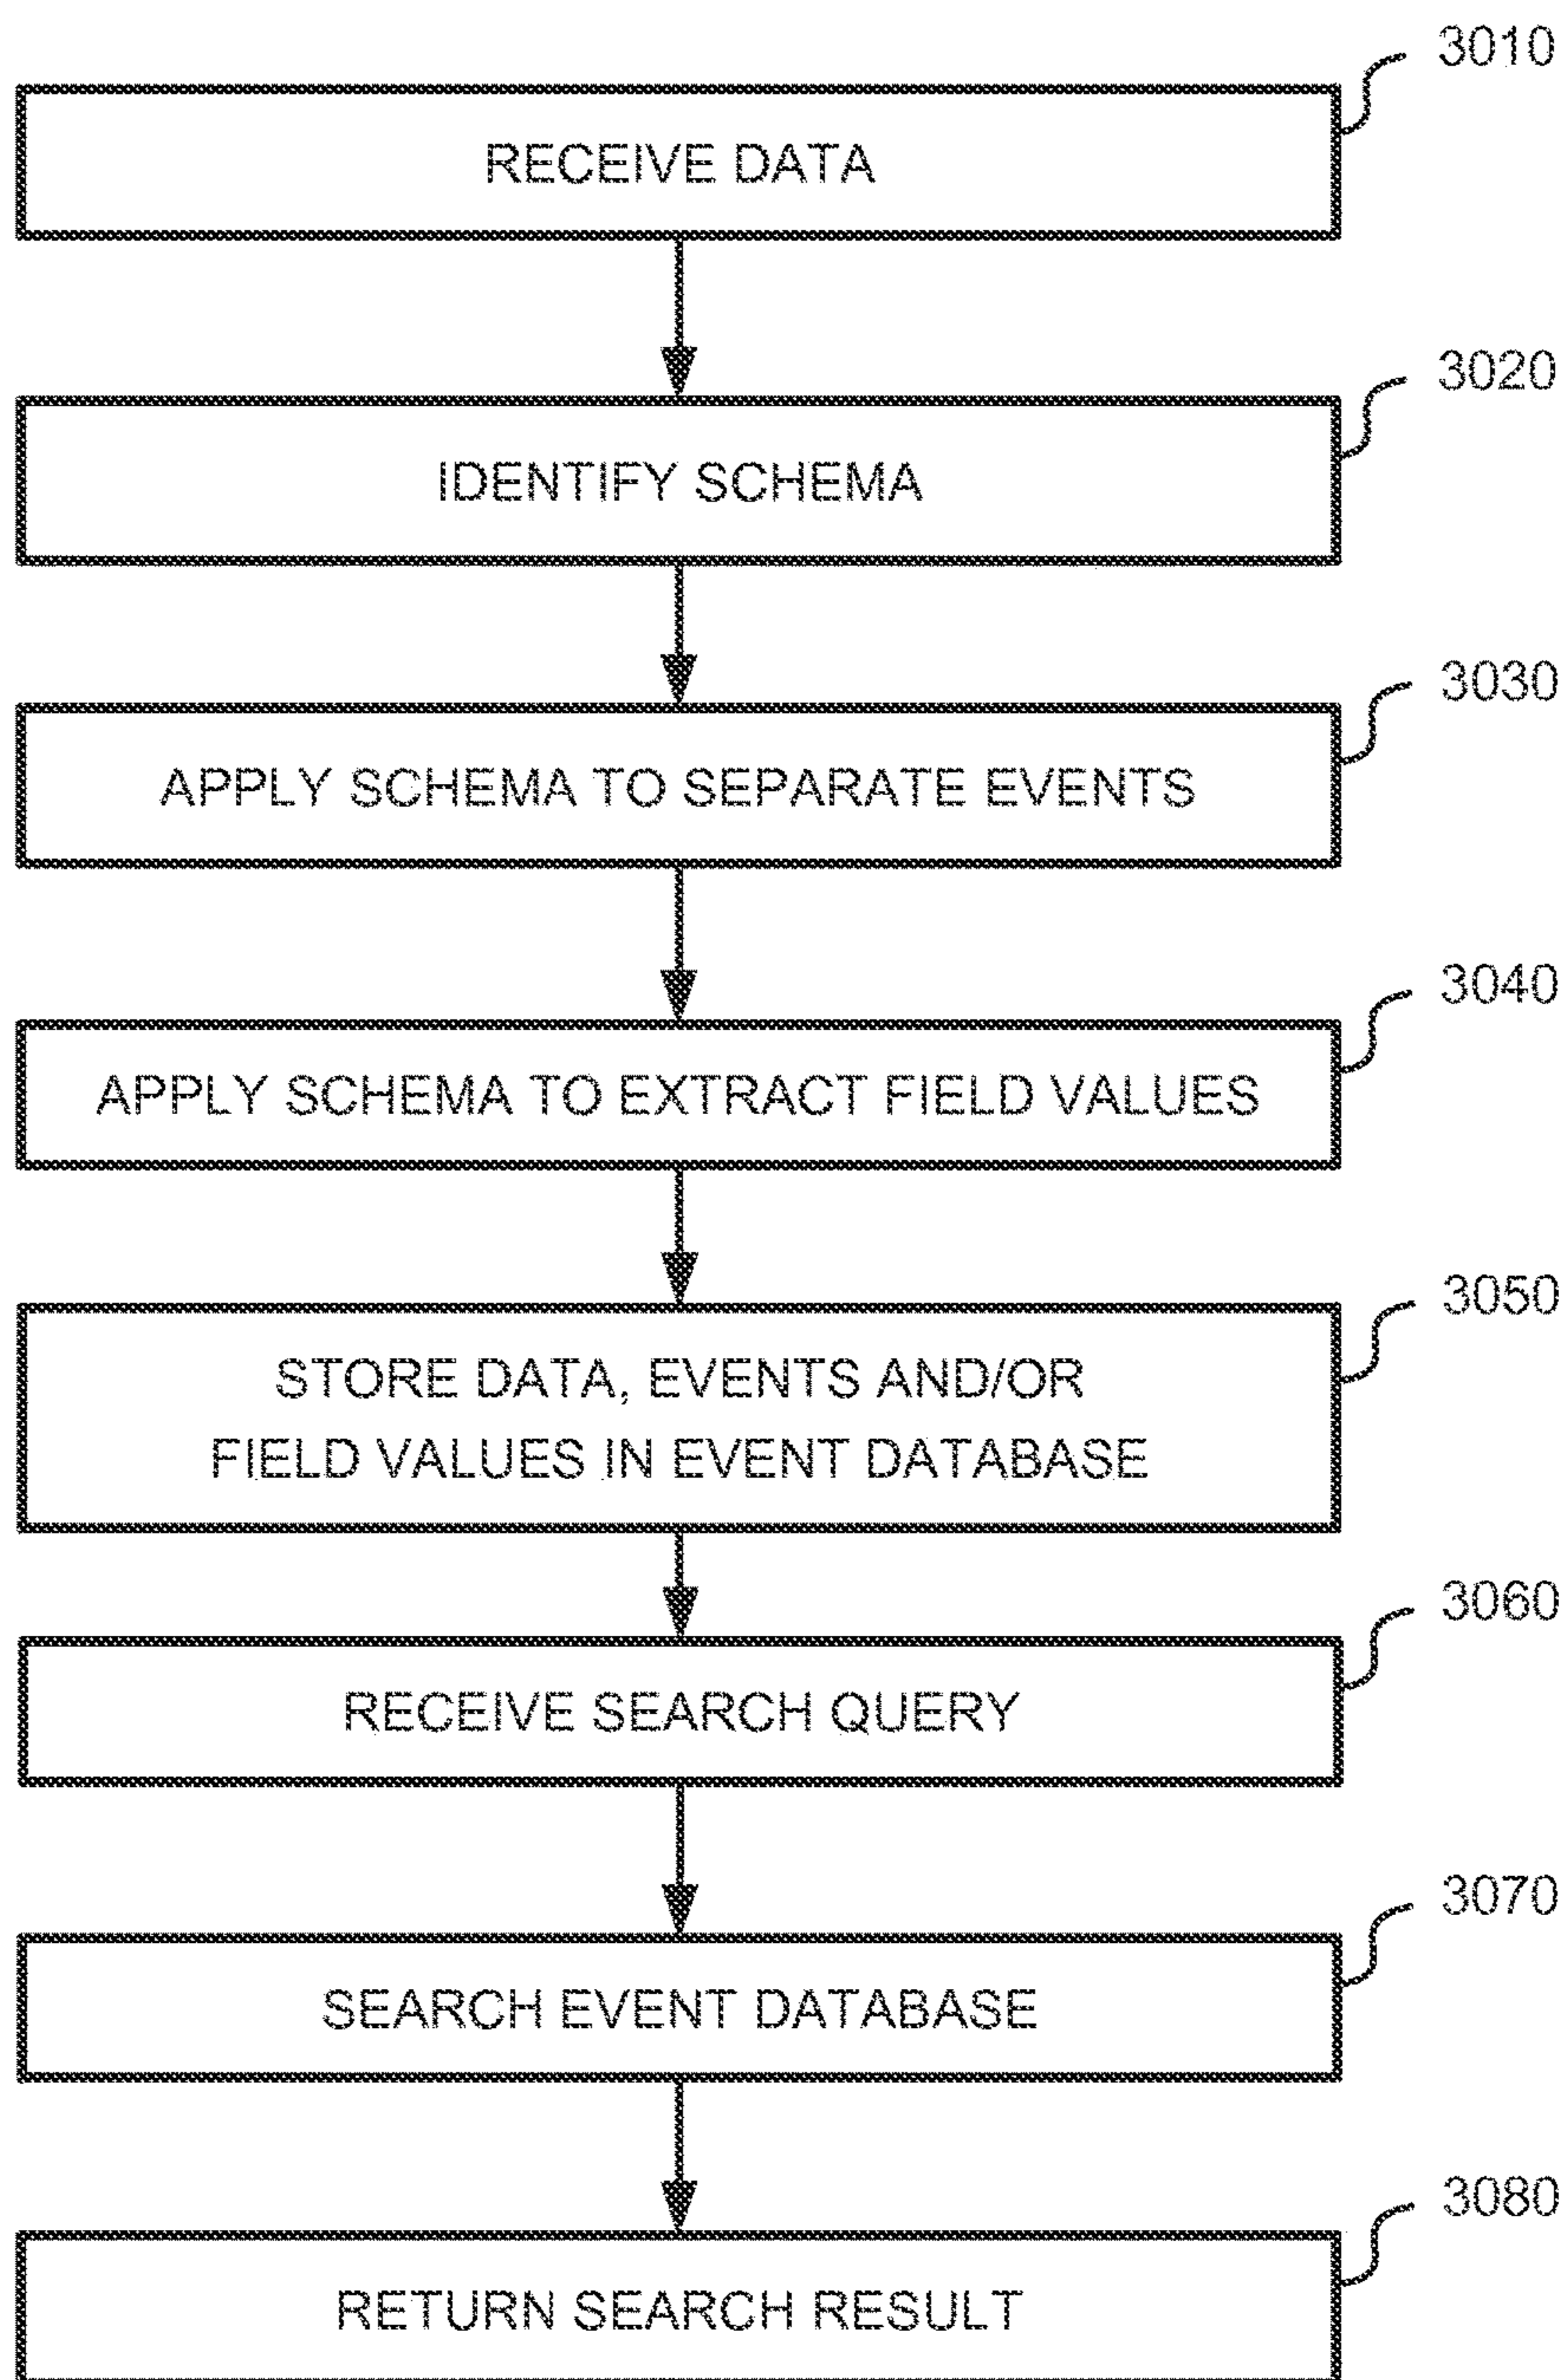 3010
RECEIVE DATA
3020
IDENTIFY SCHEMA
3030
APPLY SCHEMA TO SEPARATE EVENTS
3040
APPLY SCHEMA TO EXTRACT FIELD VALUES
3050
STORE DATA, EVENTS AND/OR
FIELD VALUES IN EVENT DATABASE
3060
RECEIVE SEARCH QUERY
3070
SEARCH EVENT DATABASE
3080
RETURN SEARCH RESULT